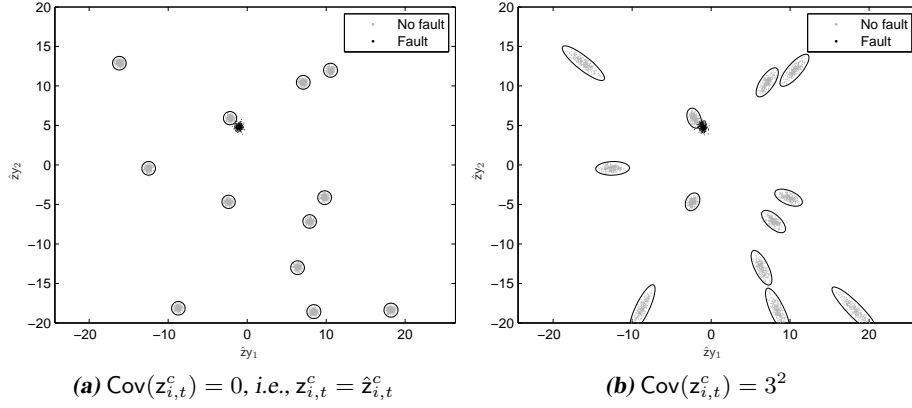 20
15
10
5
0
−5
−10
−15
−20
−20
−10
0
10
20
ẑy₂
ẑy₁
No fault
Fault
20
15
10
5
0
−5
−10
−15
−20
−20
−10
0
10
20
ẑy₂
ẑy₁
No fault
Fault
(a) Cov(z^c_{i,t}) = 0, i.e., z^c_{i,t} = ẑ^c_{i,t}
(b) Cov(z^c_{i,t}) = 3²